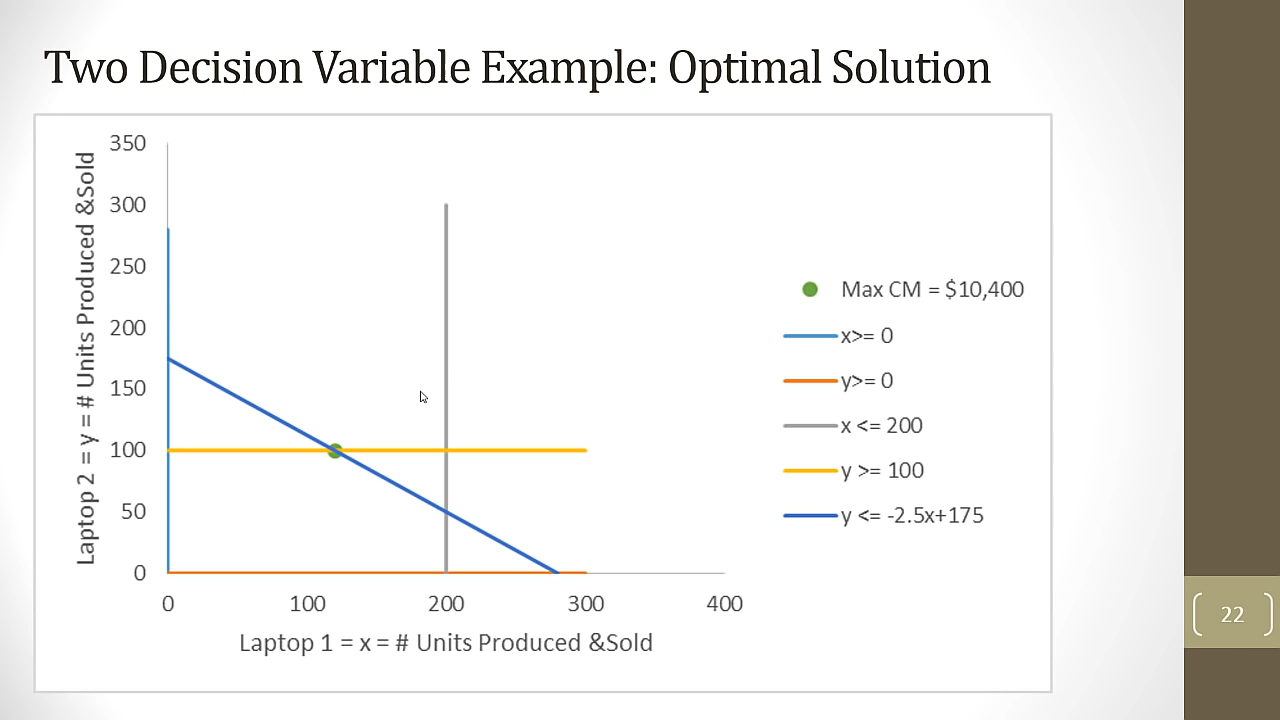 Two Decision Variable Example: Optimal Solution
Laptop 2 = y = # Units Produced &Sold
350
300
250
200
150
100
50
0
0 100 200 300 400
Laptop 1 = x = # Units Produced &Sold
Max CM = $10,400
x>= 0
y>= 0
x <= 200
y >= 100
y <= -2.5x+175
22